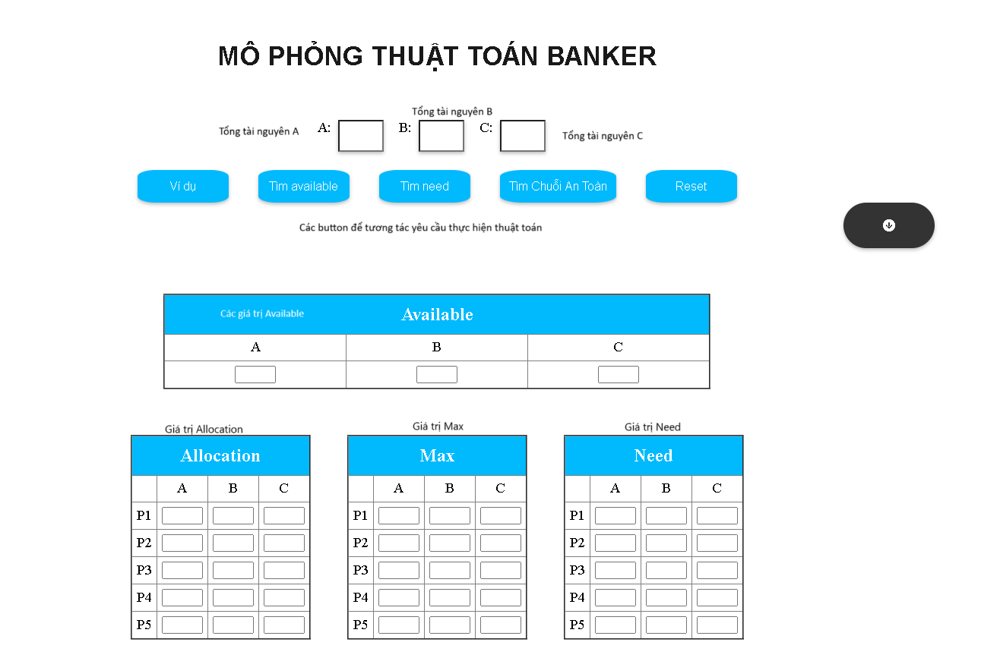 MÔ PHỎNG THUẬT TOÁN BANKER
Tổng tài nguyên B
Tổng tài nguyên A A: B: C: Tổng tài nguyên C
Ví dụ Tìm available Tìm need Tìm Chuỗi An Toàn Reset
Các button để tương tác yêu cầu thực hiện thuật toán
Các giá trị Available Available
A B C
Giá trị Allocation Giá trị Max Giá trị Need
Allocation Max Need
A B C A B C A B C
P1 P1 P1
P2 P2 P2
P3 P3 P3
P4 P4 P4
P5 P5 P5